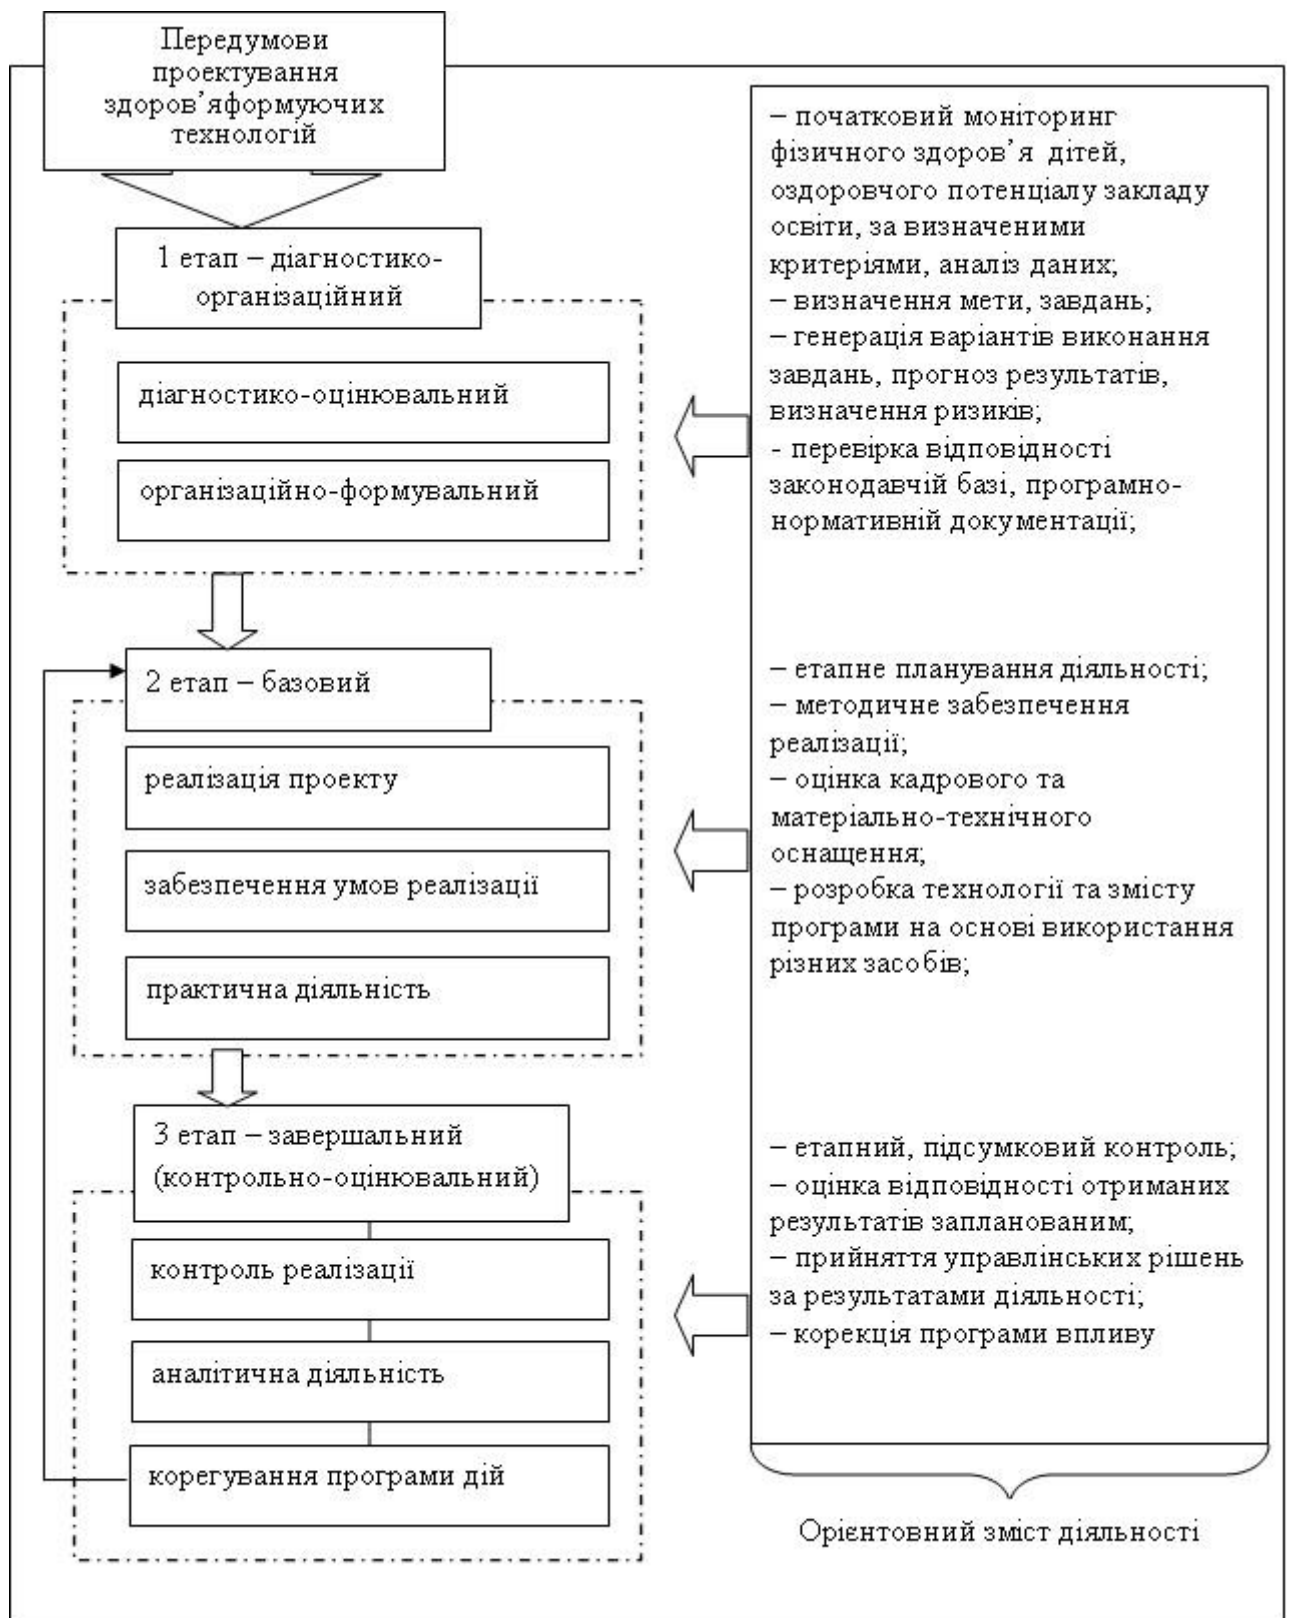 Передумови
проектування
здоров’яформуючих
технологій
1 етап – діагностико-
організаційний
діагностико-оцінювальний
організаційно-формувальний
– початковий моніторинг
фізичного здоров’я дітей,
оздоровчого потенціалу закладу
освіти, за визначеними
критеріями, аналіз даних;
– визначення мети, завдань;
– генерація варіантів виконання
завдань, прогноз результатів,
визначення ризиків;
- перевірка відповідності
законодавчій базі, програмно-
нормативній документації;
2 етап – базовий
реалізація проекту
забезпечення умов реалізації
практична діяльність
– етапне планування діяльності;
– методичне забезпечення
реалізації;
– оцінка кадрового та
матеріально-технічного
оснащення;
– розробка технології та змісту
програми на основі використання
різних засобів;
3 етап – завершальний
(контрольно-оцінювальний)
контроль реалізації
аналітична діяльність
корегування програми дій
– етапний, підсумковий контроль;
– оцінка відповідності отриманих
результатів запланованим;
– прийняття управлінських рішень
за результатами діяльності;
– корекція програми впливу
Орієнтовний зміст діяльності